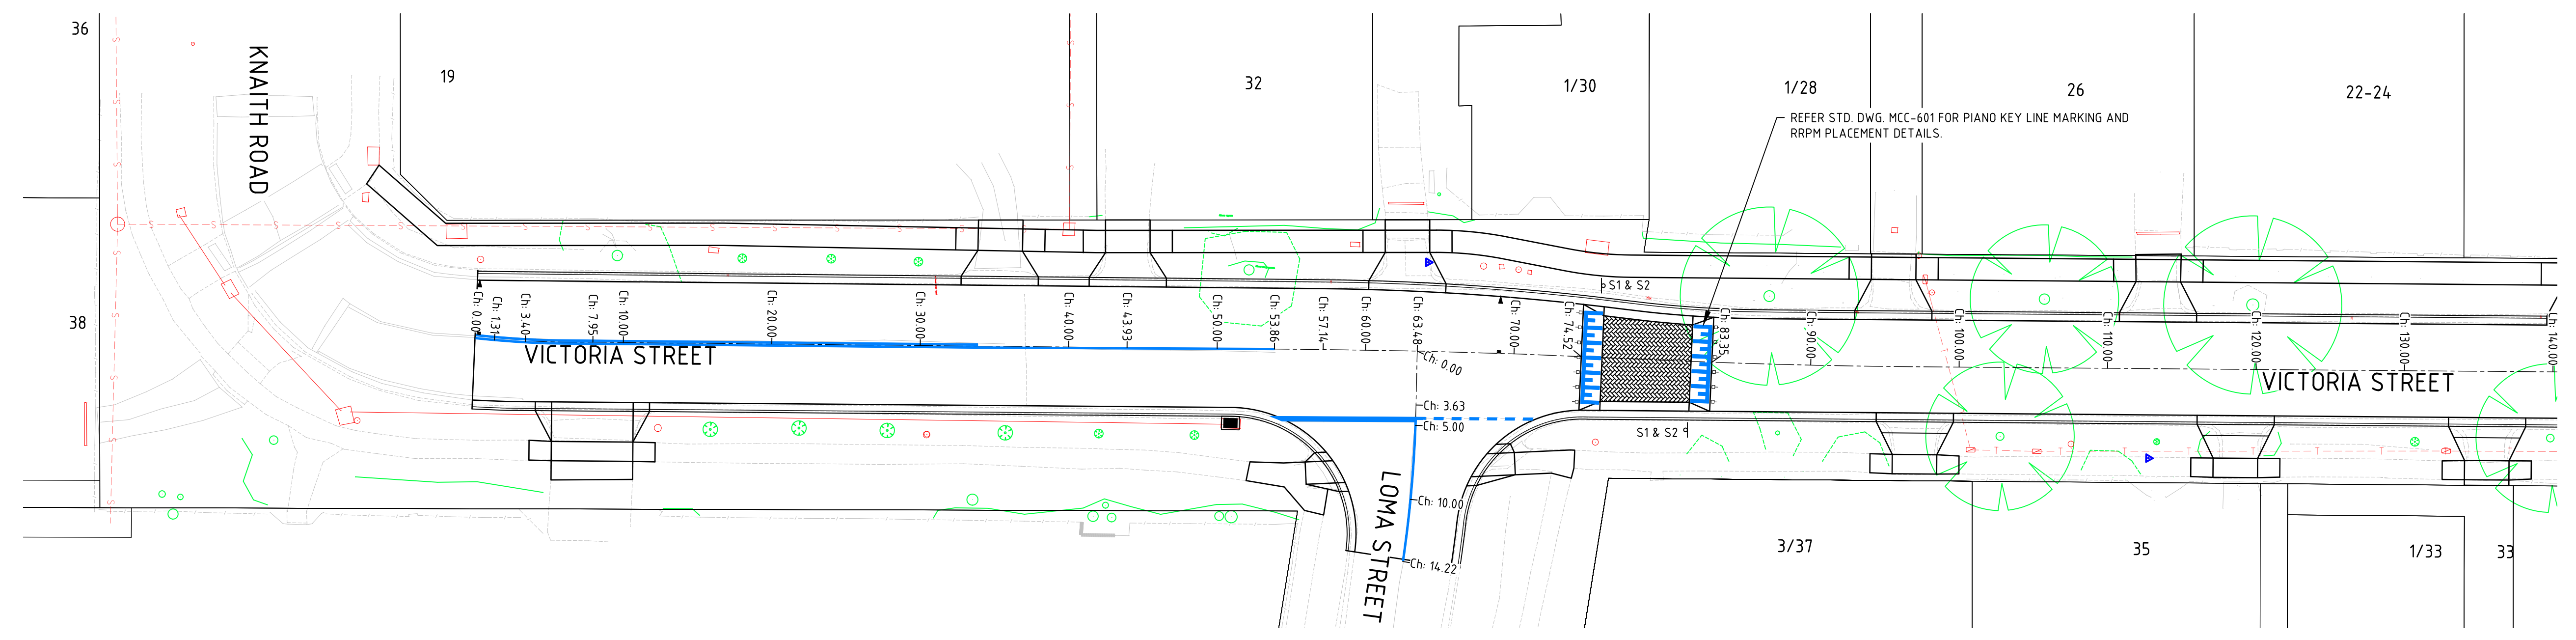 36
KNAITH ROAD
19
32
1/30
1/28
26
22-24
REFER STD. DWG. MCC-601 FOR PIANO KEY LINE MARKING AND
RRPM PLACEMENT DETAILS.
38
S1 & S2
Ch: 0.00
Ch: 1.31
Ch: 3.40
Ch: 7.95
Ch: 10.00
Ch: 20.00
Ch: 30.00
Ch: 40.00
Ch: 43.93
Ch: 50.00
Ch: 53.86
Ch: 57.14
Ch: 60.00
Ch: 63.48
Ch: 70.00
Ch: 74.52
Ch: 83.35
Ch: 90.00
Ch: 100.00
Ch: 110.00
Ch: 120.00
Ch: 130.00
Ch: 140.00
VICTORIA STREET
VICTORIA STREET
Ch: 0.00
Ch: 3.63
Ch: 5.00
Ch: 10.00
Ch: 14.22
S1 & S2
LOMA STREET
3/37
35
1/33
33